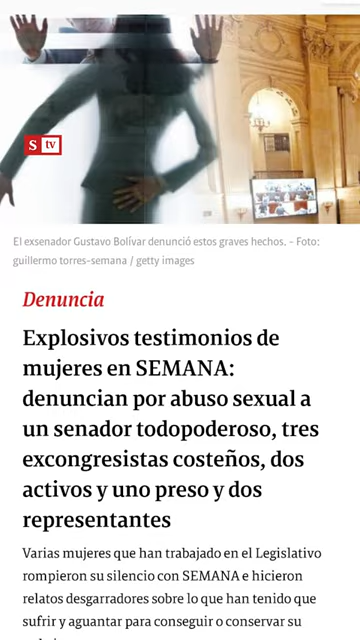 S tv
El exsenador Gustavo Bolívar denunció estos graves hechos. - Foto:
guillermo torres-semana / getty images
Denuncia
Explosivos testimonios de
mujeres en SEMANA:
denuncian por abuso sexual a
un senador todopoderoso, tres
excongresistas costeños, dos
activos y uno preso y dos
representantes
Varias mujeres que han trabajado en el Legislativo
rompieron su silencio con SEMANA e hicieron
relatos desgarradores sobre lo que han tenido que
sufrir y aguantar para conseguir o conservar su